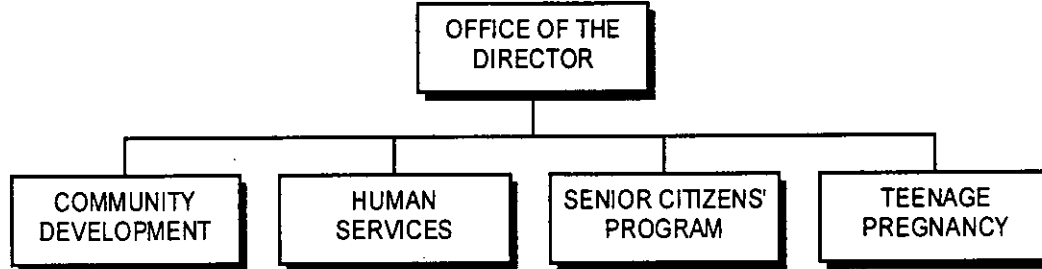 OFFICE OF THE
DIRECTOR
COMMUNITY
DEVELOPMENT
HUMAN
SERVICES
SENIOR CITIZENS'
PROGRAM
TEENAGE
PREGNANCY